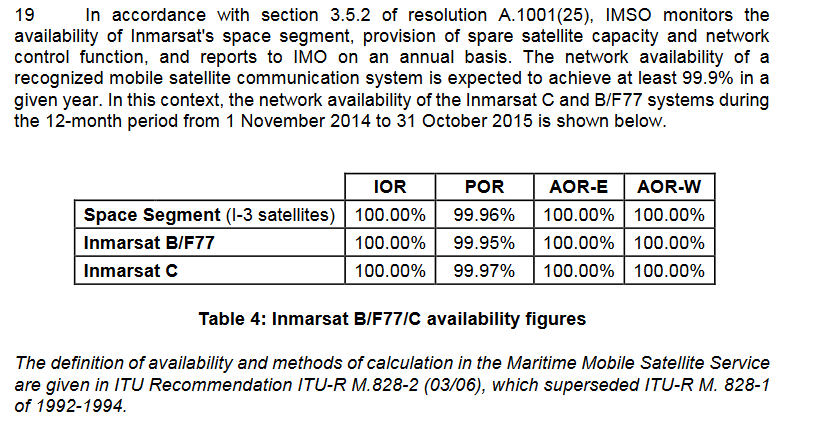 19 In accordance with section 3.5.2 of resolution A.1001(25), IMSO monitors the
availability of Inmarsat's space segment, provision of spare satellite capacity and network
control function, and reports to IMO on an annual basis. The network availability of a
recognized mobile satellite communication system is expected to achieve at least 99.9% in a
given year. In this context, the network availability of the Inmarsat C and B/F77 systems during
the 12-month period from 1 November 2014 to 31 October 2015 is shown below.
IOR POR AOR-E AOR-W
Space Segment (I-3 satellites) 100.00% 99.96% 100.00% 100.00%
Inmarsat B/F77 100.00% 99.95% 100.00% 100.00%
Inmarsat C 100.00% 99.97% 100.00% 100.00%
Table 4: Inmarsat B/F77/C availability figures
The definition of availability and methods of calculation in the Maritime Mobile Satellite Service
are given in ITU Recommendation ITU-R M.828-2 (03/06), which superseded ITU-R M. 828-1
of 1992-1994.